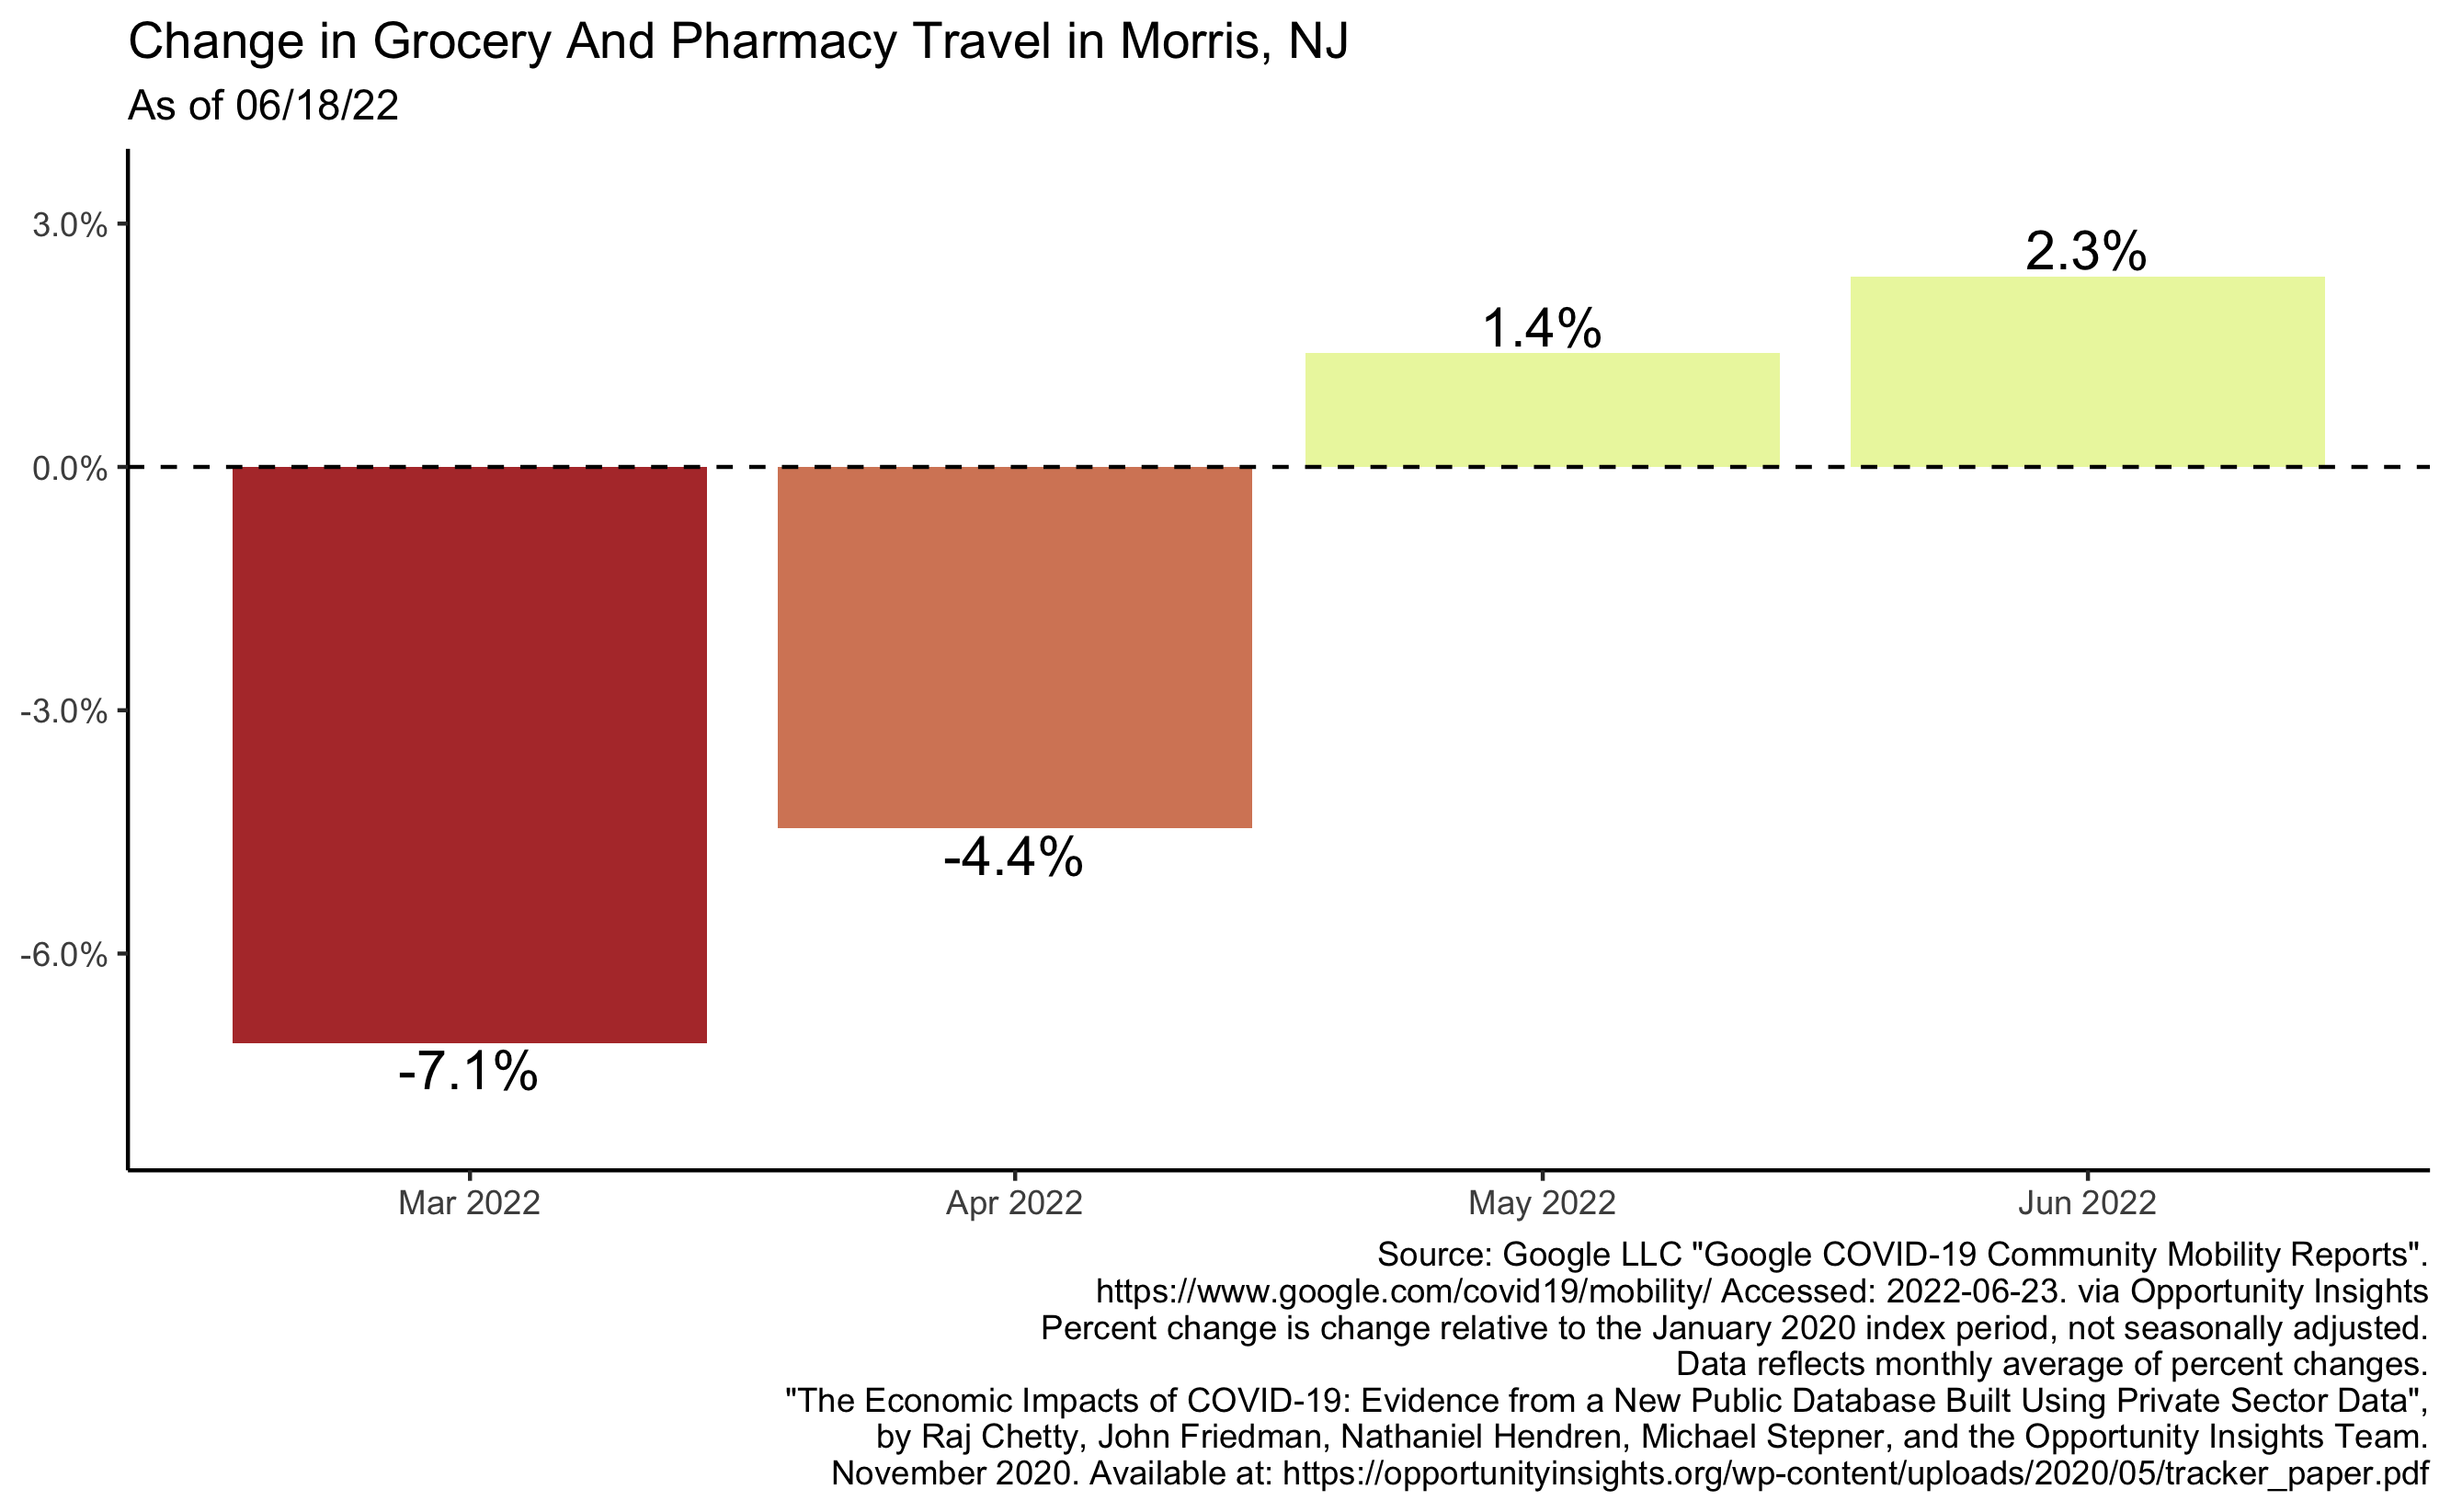 Change in Grocery And Pharmacy Travel in Morris, NJ
As of 06/18/22
3.0%
0.0%
-3.0%
-6.0%
-7.1%
-4.4%
1.4%
2.3%
Mar 2022
Apr 2022
May 2022
Jun 2022
Source: Google LLC "Google COVID-19 Community Mobility Reports".
https://www.google.com/covid19/mobility/ Accessed: 2022-06-23. via Opportunity Insights
Percent change is change relative to the January 2020 index period, not seasonally adjusted.
Data reflects monthly average of percent changes.
"The Economic Impacts of COVID-19: Evidence from a New Public Database Built Using Private Sector Data",
by Raj Chetty, John Friedman, Nathaniel Hendren, Michael Stepner, and the Opportunity Insights Team.
November 2020. Available at: https://opportunityinsights.org/wp-content/uploads/2020/05/tracker_paper.pdf